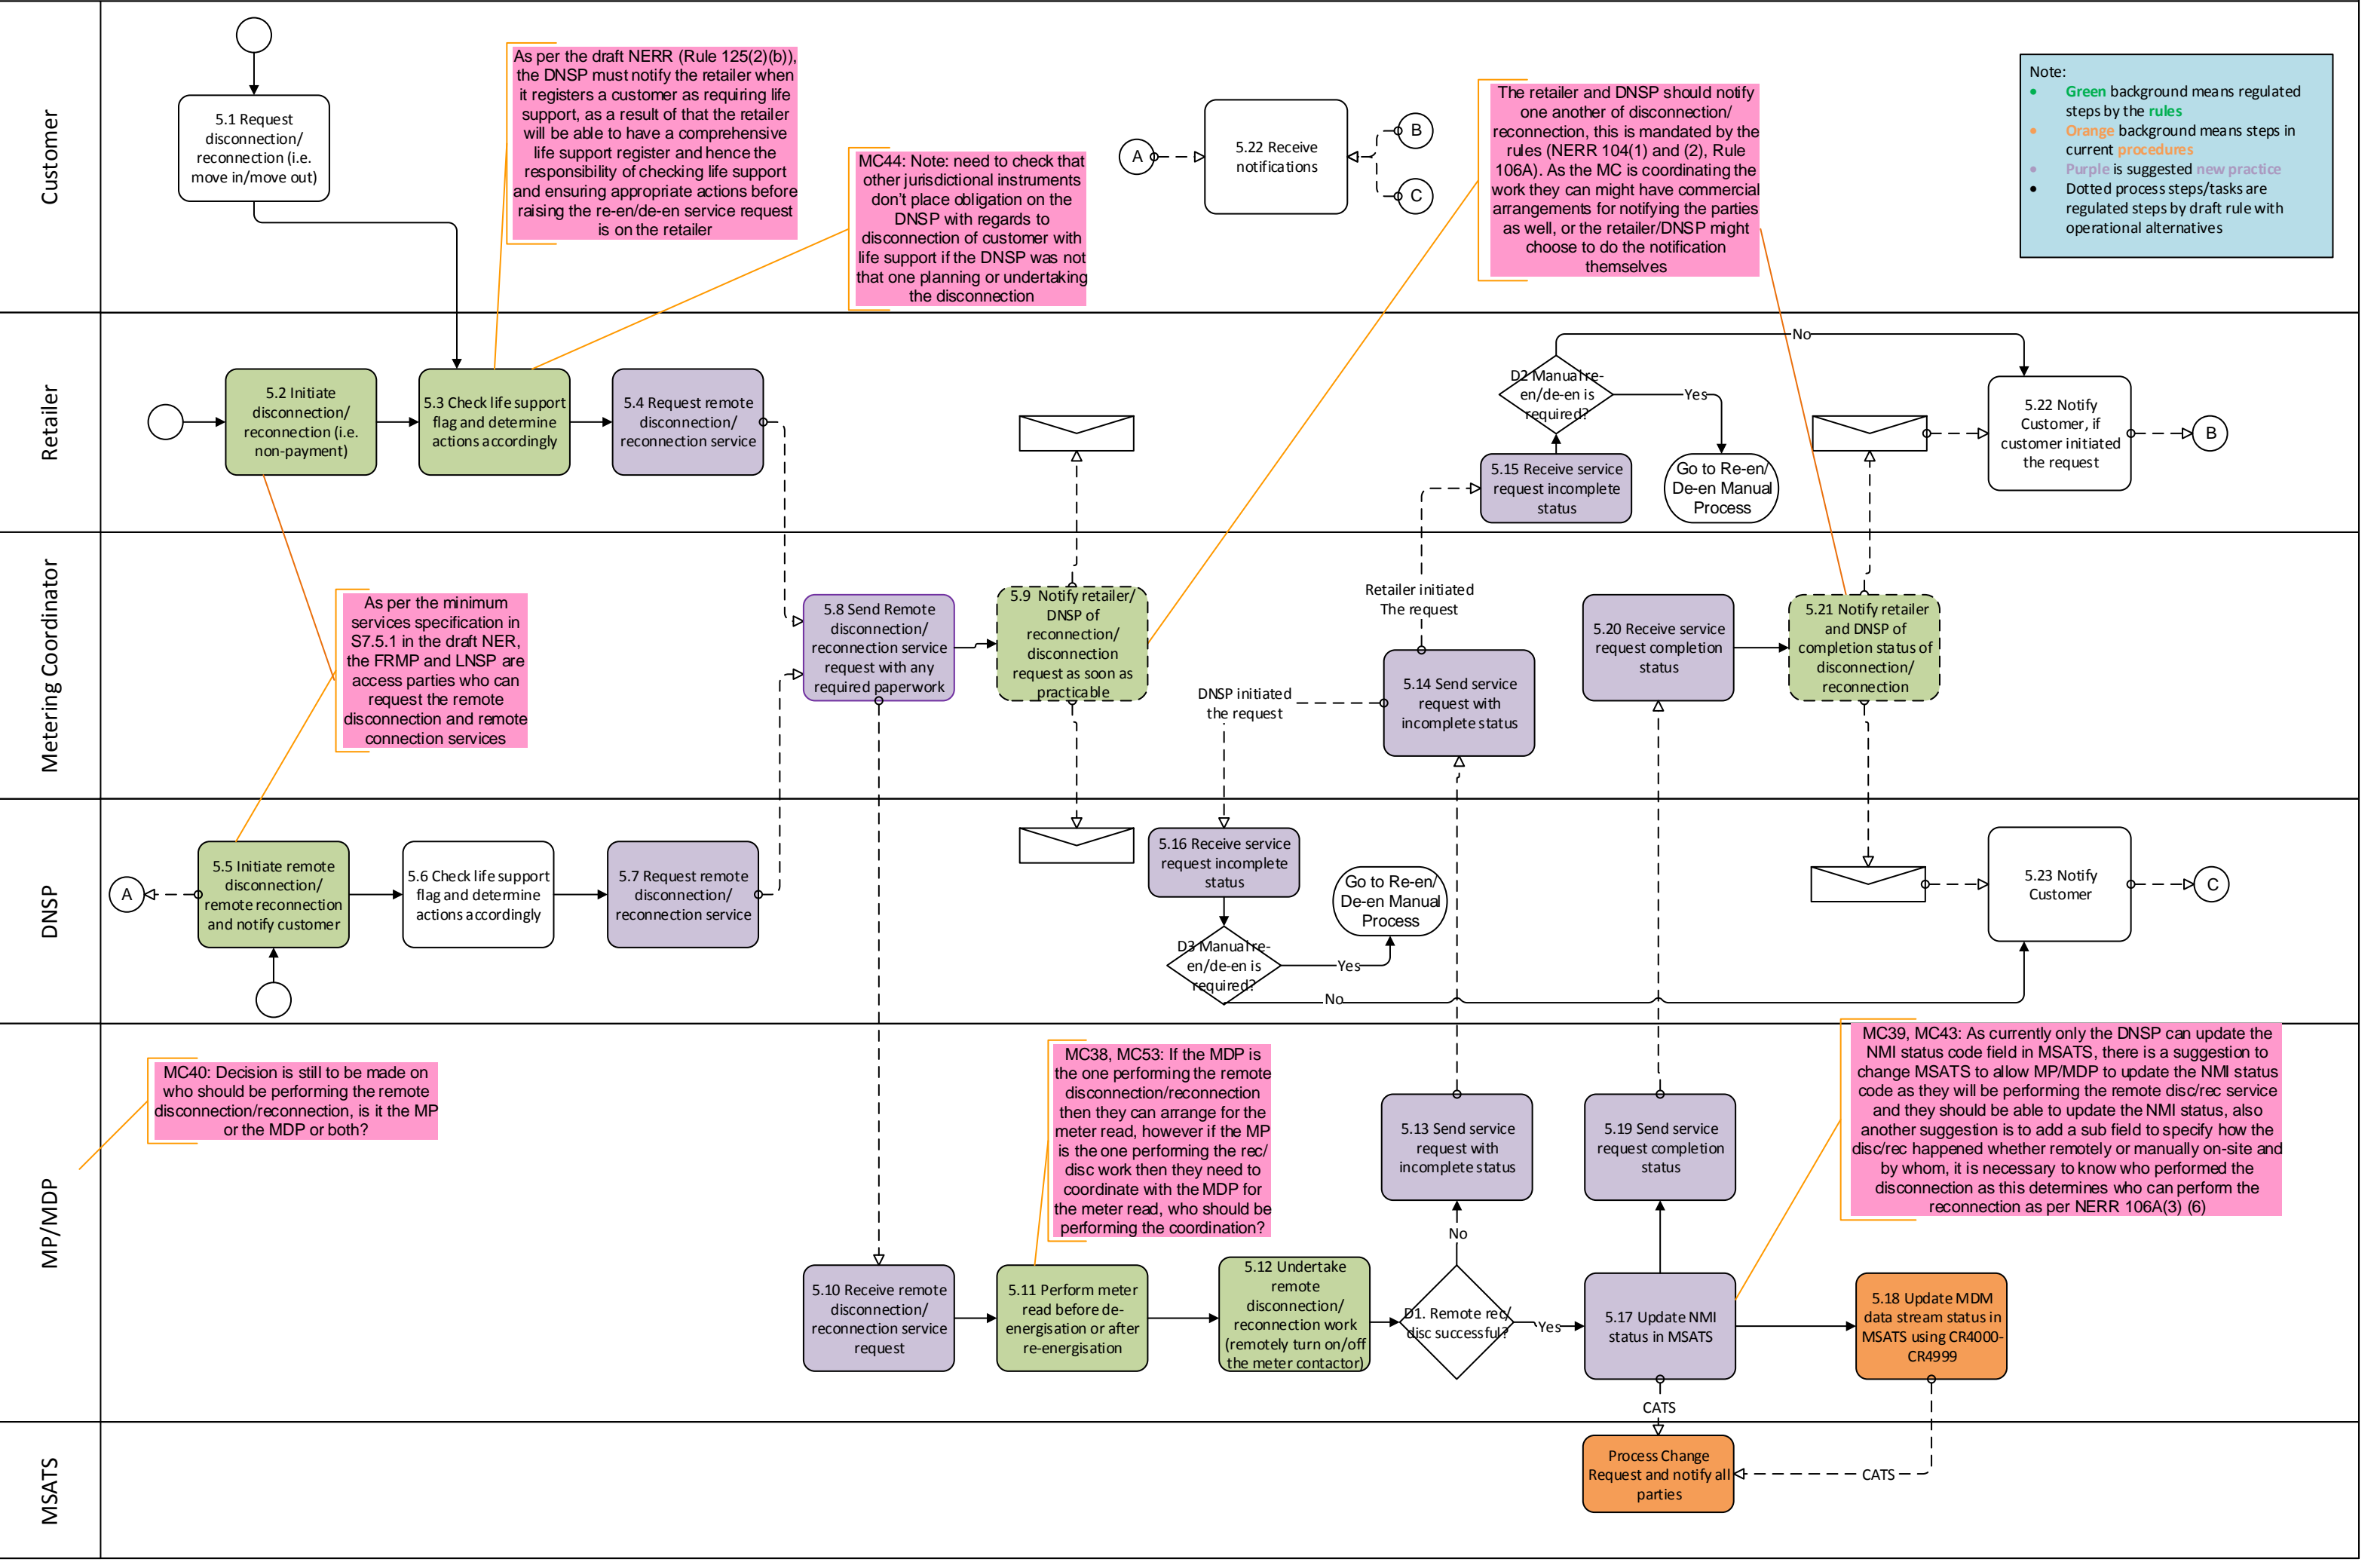 Customer
5.1 Request
disconnection/
reconnection (i.e.
move in/move out)
As per the draft NERR (Rule 125(2)(b)),
the DNSP must notify the retailer when
it registers a customer as requiring life
support, as a result of that the retailer
will be able to have a comprehensive
life support register and hence the
responsibility of checking life support
and ensuring appropriate actions before
raising the re-en/de-en service request
is on the retailer
MC44: Note: need to check that
other jurisdictional instruments
don't place obligation on the
DNSP with regards to
disconnection of customer with
life support if the DNSP was not
that one planning or undertaking
the disconnection
A
5.22 Receive
notifications
B
C
The retailer and DNSP should notify
one another of disconnection/
reconnection, this is mandated by the
rules (NERR 104(1) and (2), Rule
106A). As the MC is coordinating the
work they can might have commercial
arrangements for notifying the parties
as well, or the retailer/DNSP might
choose to do the notification
themselves
Note:
• Green background means regulated
steps by the rules
• Orange background means steps in
current procedures
• Purple is suggested new practice
• Dotted process steps/tasks are
regulated steps by draft rule with
operational alternatives
Retailer
5.2 Initiate
disconnection/
reconnection (i.e.
non-payment)
5.3 Check life support
flag and determine
actions accordingly
5.4 Request remote
disconnection/
reconnection service
D2 Manual re-
en/de-en is
required?
No
Yes
5.15 Receive service
request incomplete
status
Go to Re-en/
De-en Manual
Process
5.22 Notify
Customer, if
customer initiated
the request
B
Metering Coordinator
As per the minimum
services specification in
S7.5.1 in the draft NER,
the FRMP and LNSP are
access parties who can
request the remote
disconnection and remote
connection services
5.8 Send Remote
disconnection/
reconnection service
request with any
required paperwork
5.9 Notify retailer/
DNSP of
reconnection/
disconnection
request as soon as
practicable
Retailer initiated
The request
DNSP initiated
the request
5.14 Send service
request with
incomplete status
5.20 Receive service
request completion
status
5.21 Notify retailer
and DNSP of
completion status of
disconnection/
reconnection
DNSP
A
5.5 Initiate remote
disconnection/
remote reconnection
and notify customer
5.6 Check life support
flag and determine
actions accordingly
5.7 Request remote
disconnection/
reconnection service
5.16 Receive service
request incomplete
status
D3 Manual re-
en/de-en is
required?
Yes
No
Go to Re-en/
De-en Manual
Process
5.23 Notify
Customer
C
MP/MDP
MC40: Decision is still to be made on
who should be performing the remote
disconnection/reconnection, is it the MP
or the MDP or both?
MC38, MC53: If the MDP is
the one performing the remote
disconnection/reconnection
then they can arrange for the
meter read, however if the MP
is the one performing the rec/
disc work then they need to
coordinate with the MDP for
the meter read, who should be
performing the coordination?
5.13 Send service
request with
incomplete status
5.19 Send service
request completion
status
MC39, MC43: As currently only the DNSP can update the
NMI status code field in MSATS, there is a suggestion to
change MSATS to allow MP/MDP to update the NMI status
code as they will be performing the remote disc/rec service
and they should be able to update the NMI status, also
another suggestion is to add a sub field to specify how the
disc/rec happened whether remotely or manually on-site and
by whom, it is necessary to know who performed the
disconnection as this determines who can perform the
reconnection as per NERR 106A(3) (6)
5.10 Receive remote
disconnection/
reconnection service
request
5.11 Perform meter
read before de-
energisation or after
re-energisation
5.12 Undertake
remote
disconnection/
reconnection work
(remotely turn on/off
the meter contactor)
No
D1. Remote rec/
disc successful?
Yes
5.17 Update NMI
status in MSATS
5.18 Update MDM
data stream status in
MSATS using CR4000-
CR4999
CATS
MSATS
Process Change
Request and notify all
parties
CATS